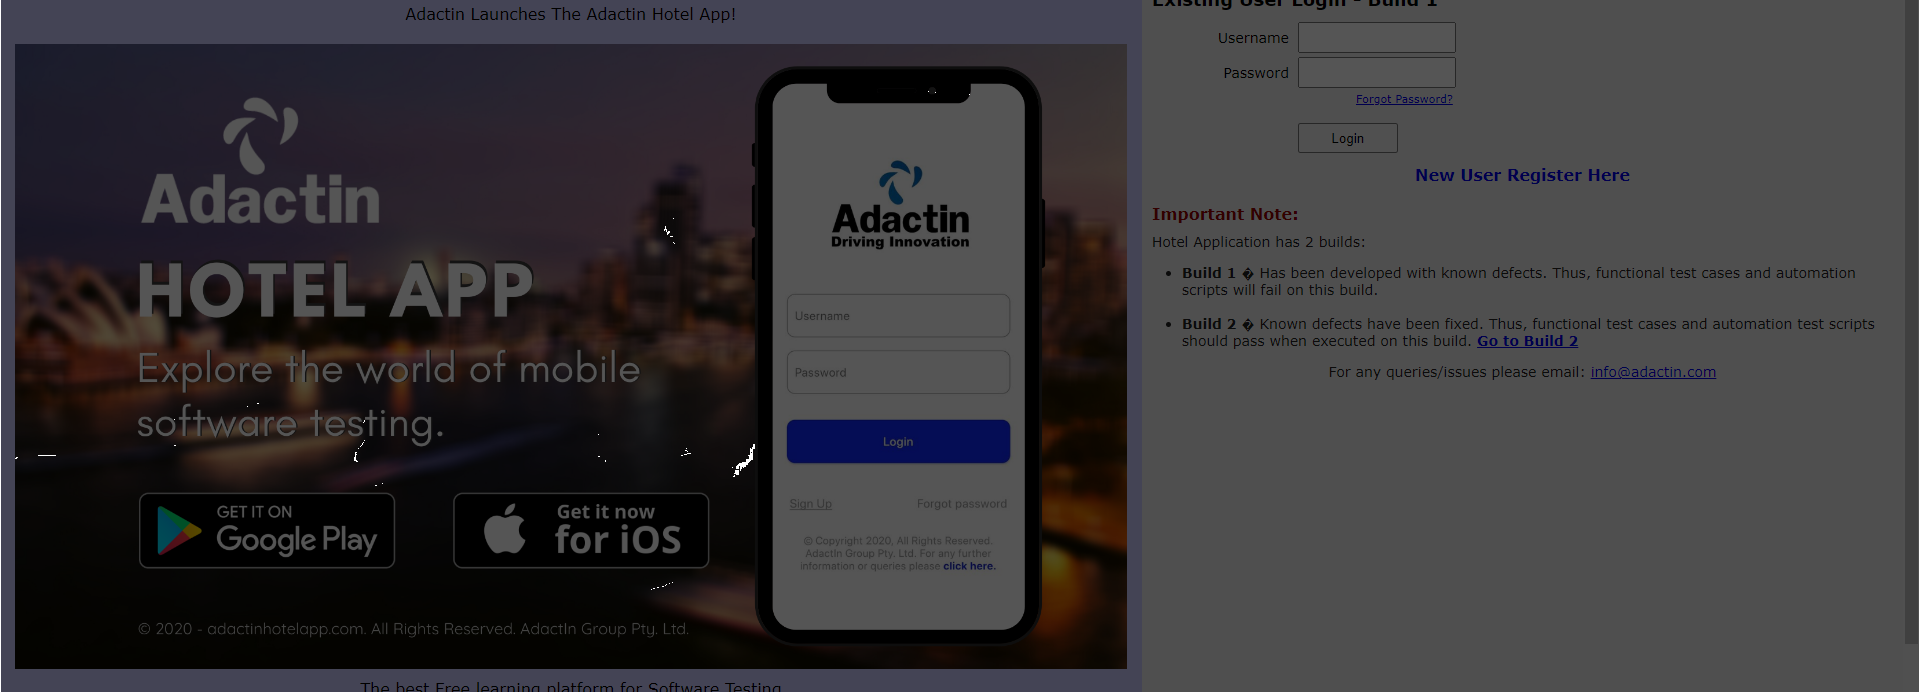 Adactin Launches The Adactin Hotel App!
Adactin
HOTEL APP
Explore the world of mobile
software testing.
GET IT ON
Google Play
Get it now
for iOS
© 2020 - adactinhotelapp.com. All Rights Reserved. AdactIn Group Pty. Ltd.
Adactin
Driving Innovation
Username
Password
Login
Sign Up
Forgot password
© Copyright 2020, All Rights Reserved.
AdactIn Group Pty. Ltd. For any further
information or queries please click here.
The best Free learning platform for Software Testing
Existing User Login - Build 1
Username
Password
Forgot Password?
Login
New User Register Here
Important Note:
Hotel Application has 2 builds:
• Build 1 � Has been developed with known defects. Thus, functional test cases and automation
scripts will fail on this build.
• Build 2 � Known defects have been fixed. Thus, functional test cases and automation test scripts
should pass when executed on this build. Go to Build 2
For any queries/issues please email: info@adactin.com